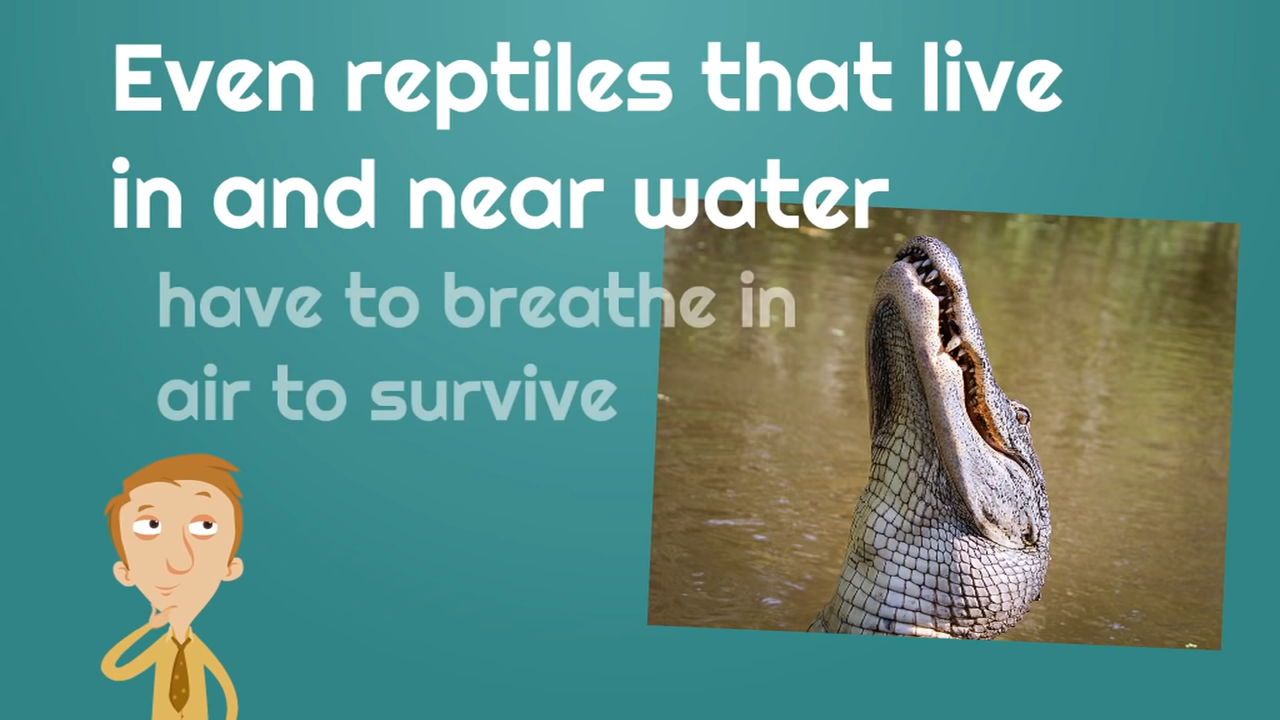 Even reptiles that live
in and near water
have to breathe in
air to survive